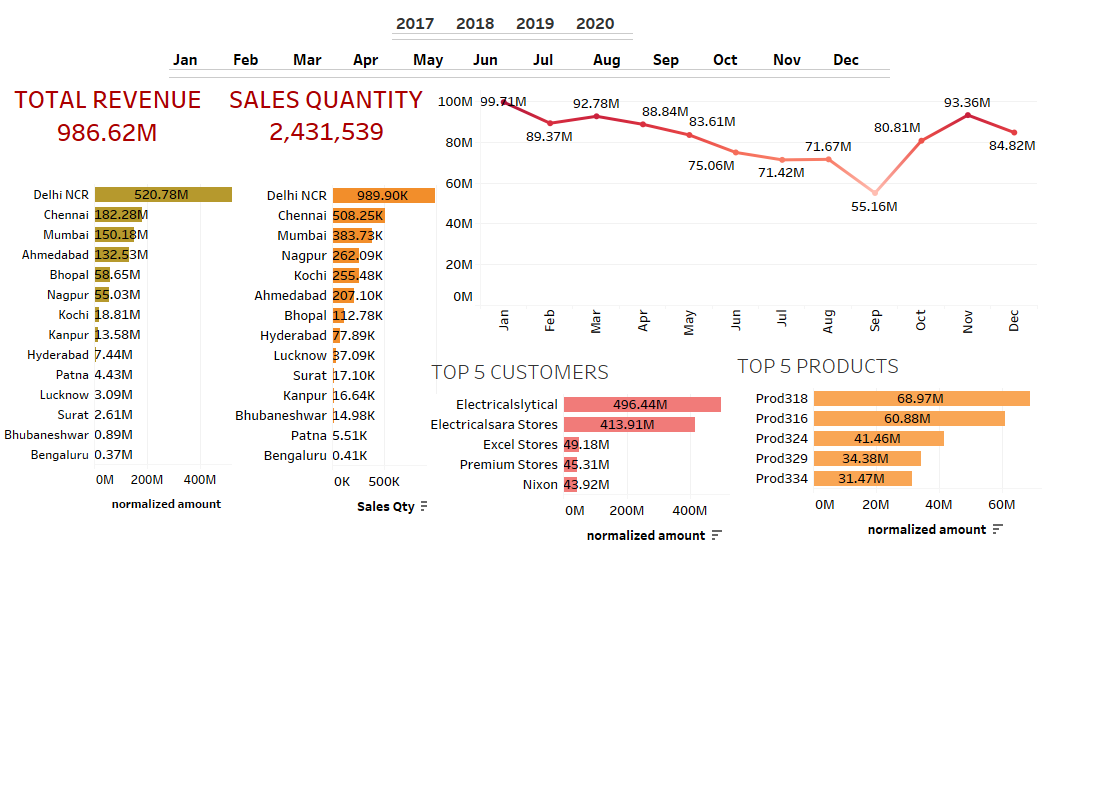 2017 2018 2019 2020
Jan Feb Mar Apr May Jun Jul Aug Sep Oct Nov Dec
TOTAL REVENUE
986.62M
SALES QUANTITY
2,431,539
Delhi NCR 520.78M
Chennai 182.28M
Mumbai 150.18M
Ahmedabad 132.53M
Bhopal 58.65M
Nagpur 55.03M
Kochi 18.81M
Kanpur 13.58M
Hyderabad 7.44M
Patna 4.43M
Lucknow 3.09M
Surat 2.61M
Bhubaneshwar 0.89M
Bengaluru 0.37M
0M 200M 400M
normalized amount
Delhi NCR 989.90K
Chennai 508.25K
Mumbai 383.73K
Nagpur 262.09K
Kochi 255.48K
Ahmedabad 207.10K
Bhopal 112.78K
Hyderabad 77.89K
Lucknow 37.09K
Surat 17.10K
Kanpur 16.64K
Bhubaneshwar 14.98K
Patna 5.51K
Bengaluru 0.41K
0K 500K
Sales Qty
100M
80M
60M
40M
20M
0M
99.71M
89.37M
92.78M
88.84M
83.61M
75.06M
71.42M
71.67M
55.16M
80.81M
93.36M
84.82M
Jan Feb Mar Apr May Jun Jul Aug Sep Oct Nov Dec
TOP 5 CUSTOMERS
Electricalslytical 496.44M
Electricalsara Stores 413.91M
Excel Stores 49.18M
Premium Stores 45.31M
Nixon 43.92M
0M 200M 400M
normalized amount
TOP 5 PRODUCTS
Prod318 68.97M
Prod316 60.88M
Prod324 41.46M
Prod329 34.38M
Prod334 31.47M
0M 20M 40M 60M
normalized amount